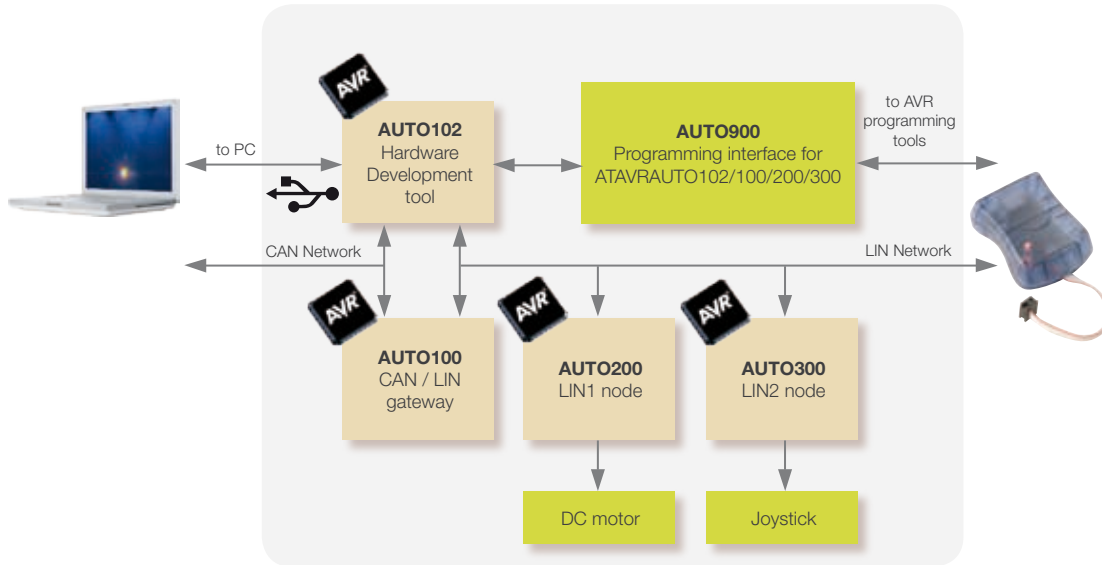 AVR
AUTO102
Hardware
Development
tool
AUTO900
Programming interface for
ATAVRAUTO102/100/200/300
to PC
to AVR
programming
tools
CAN Network
LIN Network
AVR
AVR
AVR
AUTO100
CAN / LIN
gateway
AUTO200
LIN1 node
AUTO300
LIN2 node
DC motor
Joystick